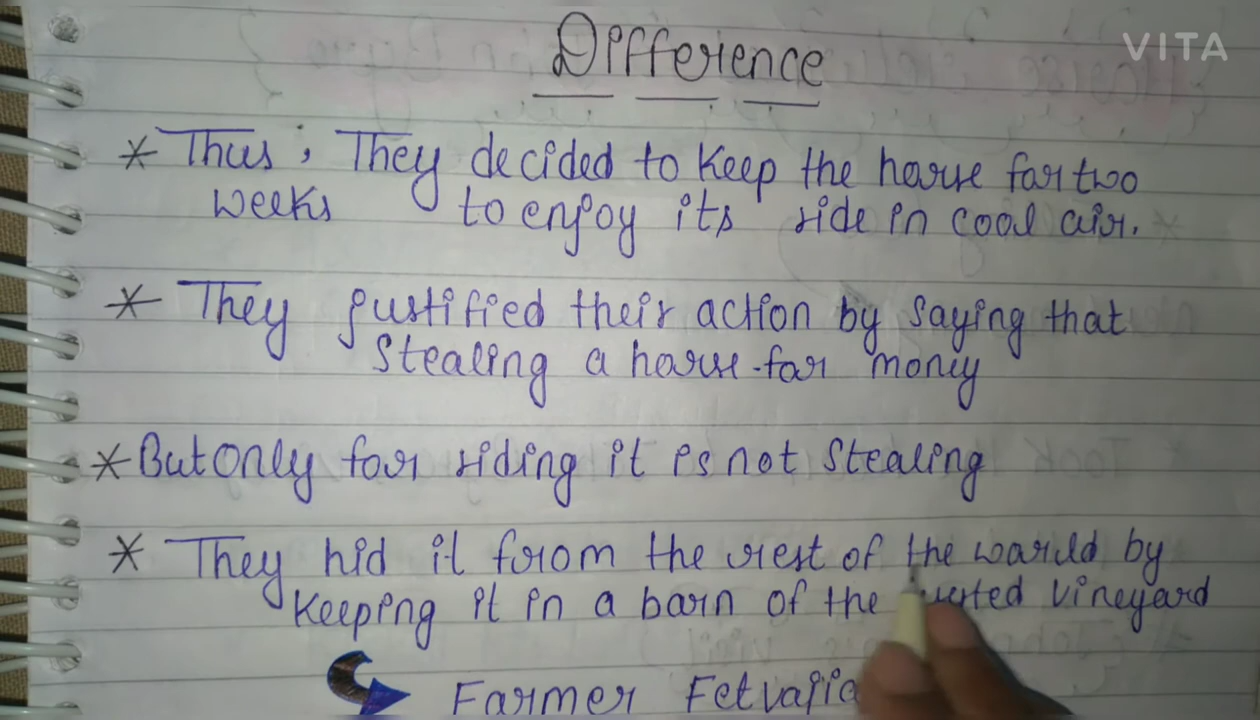 Difference
VITA
* Thus, They decided to keep the horse for two
weeks to enjoy its ride in cool air.
* They justified their action by saying that
stealing a horse for money
* But only for riding it is not stealing
* They hid it from the rest of the world by
keeping it in a barn of the vineyard
Farmer